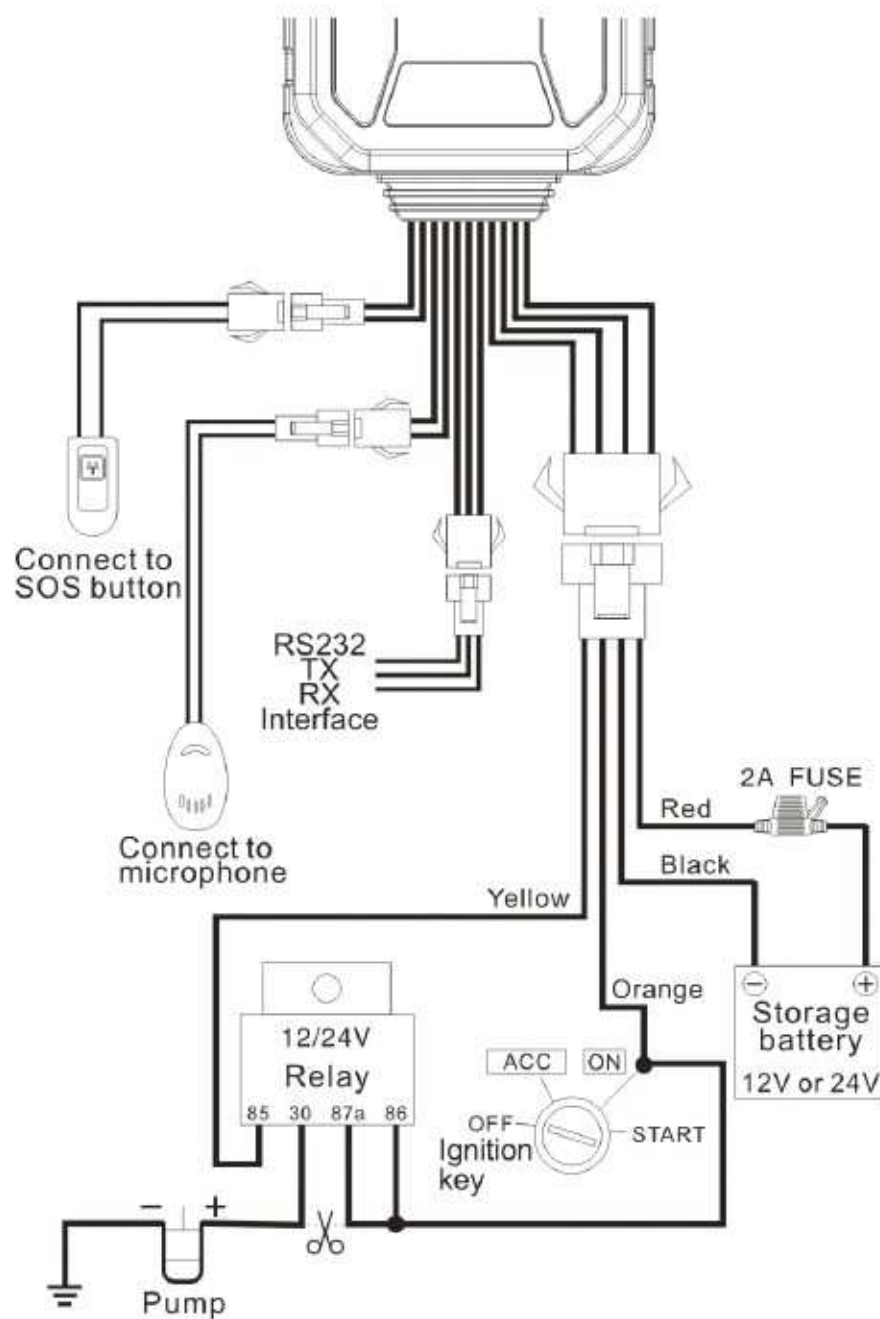 Connect to
SOS button
RS232
TX
RX
Interface
Connect to
microphone
2A FUSE
Red
Black
Yellow
Orange
− +
Storage
battery
12V or 24V
12/24V
Relay
85 30 87a 86
ACC ON
OFF START
Ignition
key
− +
Pump